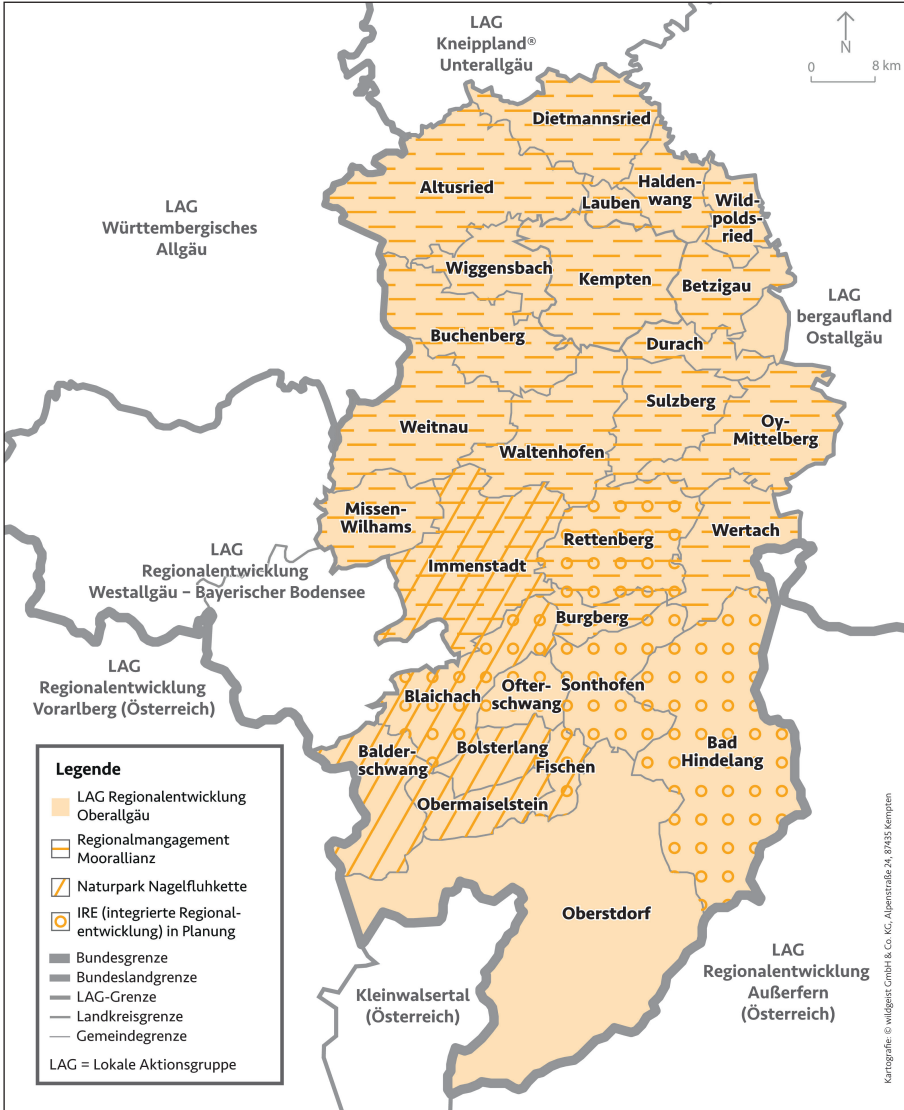 LAG
Kneippland®
Unterallgäu
N
0 8 km
Dietmannsried
LAG
Württembergisches
Allgäu
Altusried
Halden-
wang
Lauben
Wild-
polds-
ried
Wiggensbach
Kempten
Betzigau
LAG
bergaufland
Ostallgäu
Buchenberg
Durach
Sulzberg
Weitnau
Oy-
Mittelberg
Waltenhofen
Missen-
Wilhams
Wertach
Rettenberg
LAG
Regionalentwicklung
Westallgäu – Bayerischer Bodensee
Immenstadt
Burgberg
LAG
Regionalentwicklung
Vorarlberg (Österreich)
Blaichach
Ofter-
schwang
Sonthofen
Balder-
schwang
Bolsterlang
Fischen
Bad
Hindelang
Obermaiselstein
Oberstdorf
Kleinwalsertal
(Österreich)
LAG
Regionalentwicklung
Außerfern
(Österreich)
Legende
LAG Regionalentwicklung
Oberallgäu
Regionalmangagement
Moorallianz
Naturpark Nagelfluhkette
IRE (integrierte Regional-
entwicklung) in Planung
Bundesgrenze
Bundeslandgrenze
LAG-Grenze
Landkreisgrenze
Gemeindegrenze
LAG = Lokale Aktionsgruppe
Kartografie: © wildgeist GmbH & Co. KG, Alpenstraße 24, 87435 Kempten